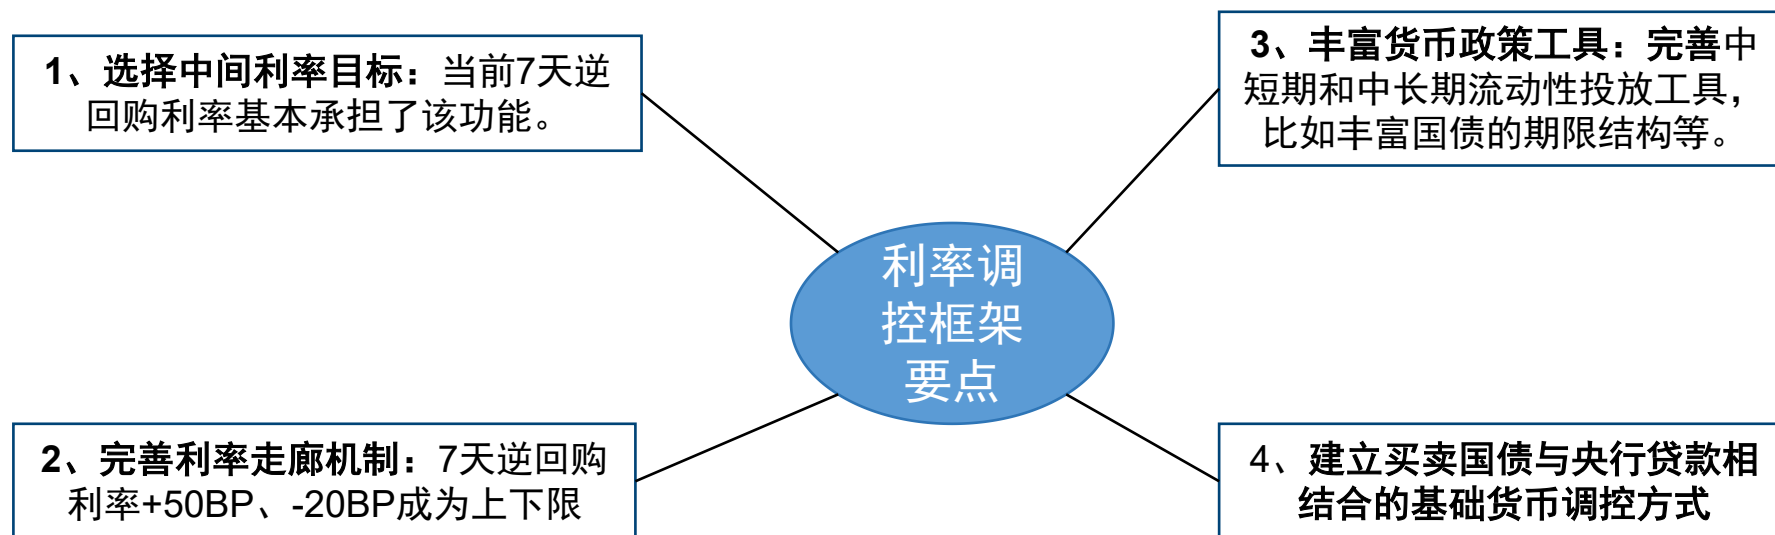 1、选择中间利率目标：当前7天逆
回购利率基本承担了该功能。
3、丰富货币政策工具：完善中
短期和中长期流动性投放工具，
比如丰富国债的期限结构等。
利率调
控框架
要点
2、完善利率走廊机制：7天逆回购
利率+50BP、-20BP成为上下限
4、建立买卖国债与央行贷款相
结合的基础货币调控方式